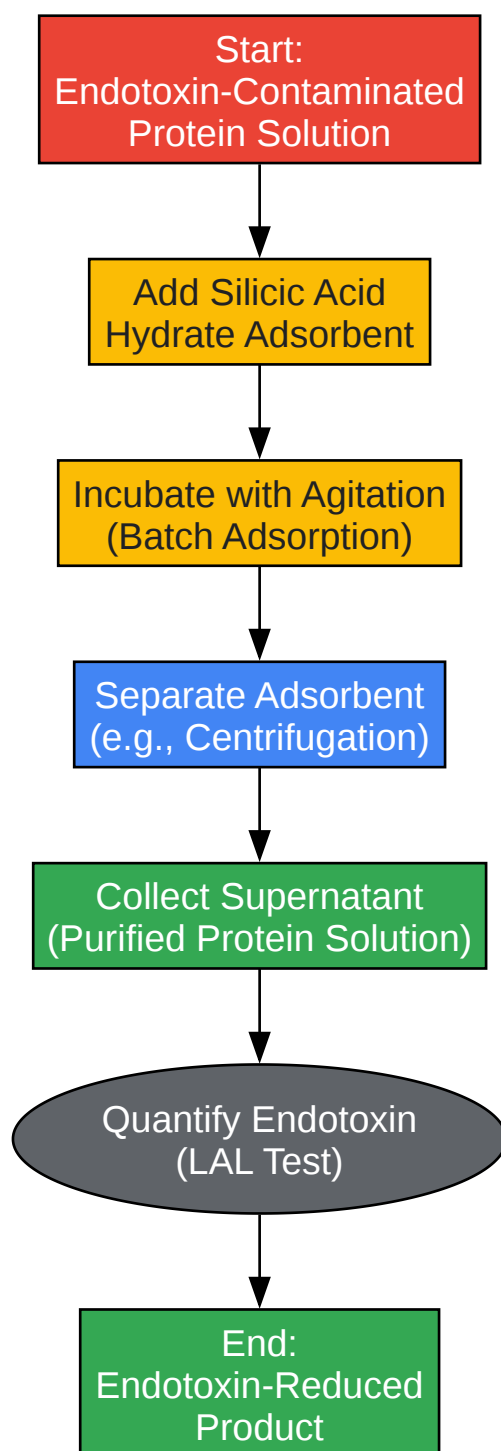 Start:
Endotoxin-Contaminated
Protein Solution
Add Silicic Acid
Hydrate Adsorbent
Incubate with Agitation
(Batch Adsorption)
Separate Adsorbent
(e.g., Centrifugation)
Collect Supernatant
(Purified Protein Solution)
Quantify Endotoxin
(LAL Test)
End:
Endotoxin-Reduced
Product